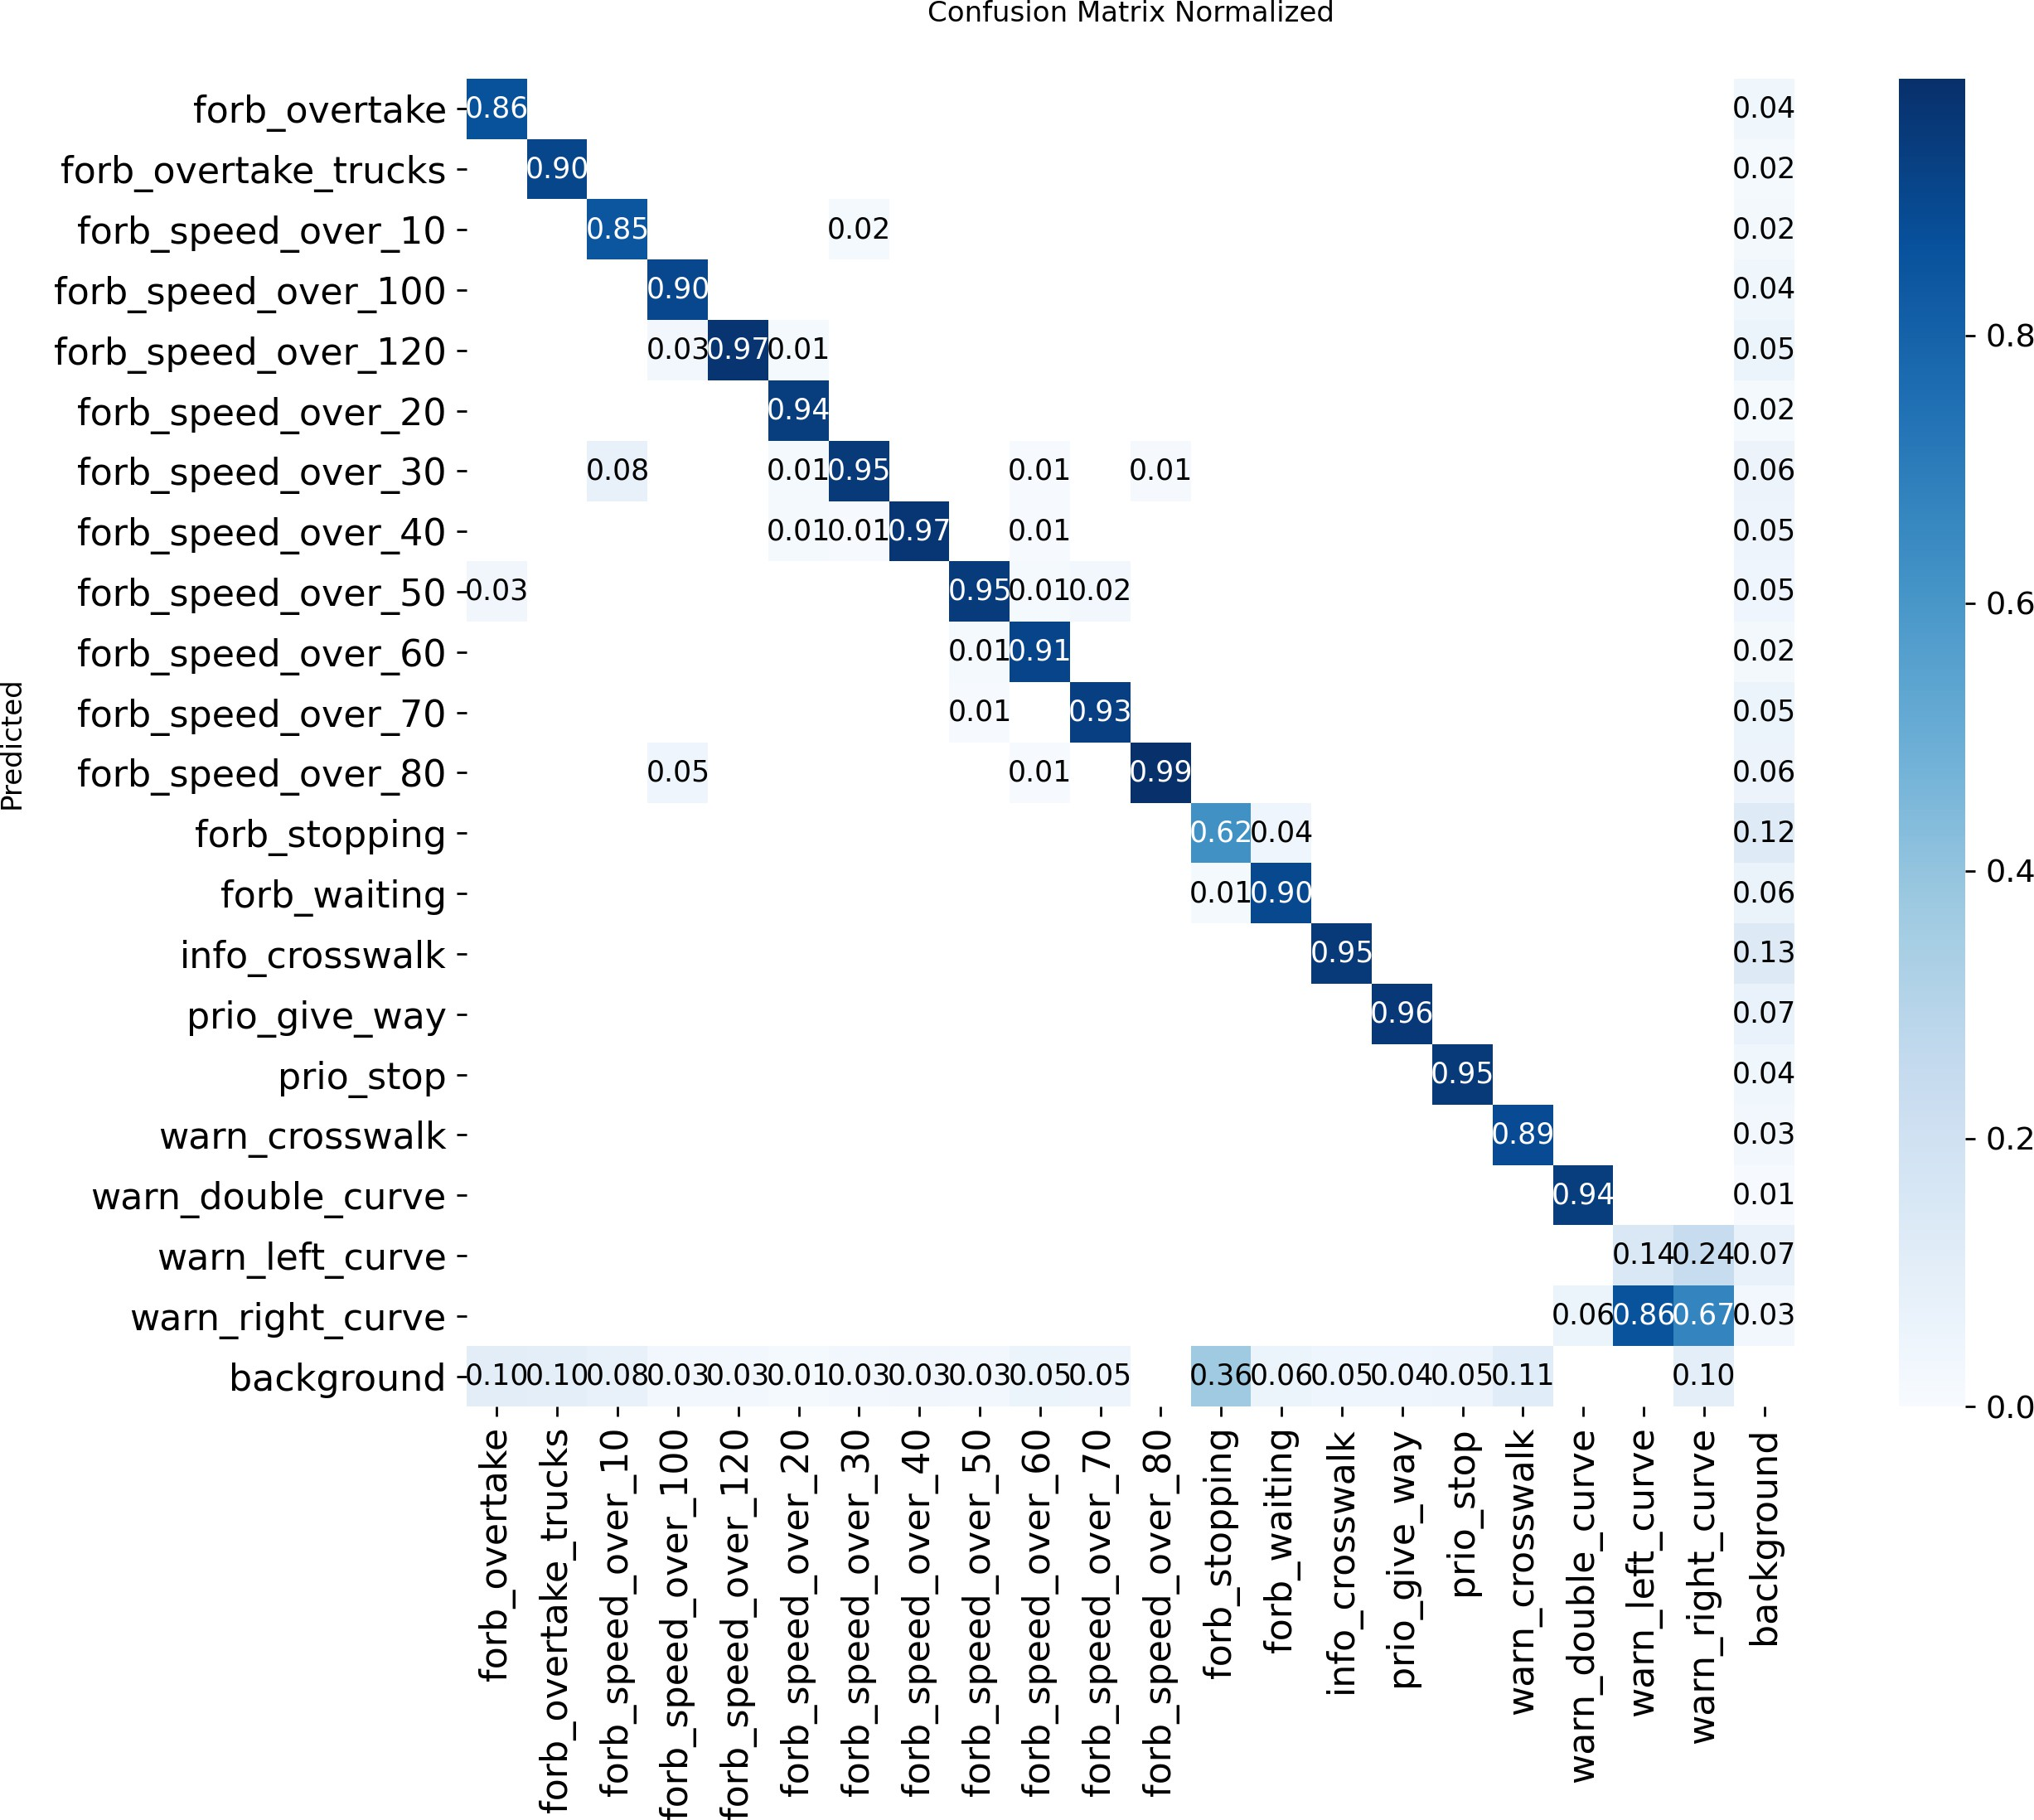 Confusion Matrix Normalized
forb_overtake 0.86 0.04
forb_overtake_trucks 0.90 0.02
forb_speed_over_10 0.85 0.02 0.02
forb_speed_over_100 0.90 0.04
forb_speed_over_120 0.03 0.97 0.01 0.05
forb_speed_over_20 0.94 0.02
forb_speed_over_30 0.08 0.01 0.95 0.01 0.01 0.06
forb_speed_over_40 0.01 0.01 0.97 0.01 0.05
forb_speed_over_50 0.03 0.95 0.01 0.02 0.05
forb_speed_over_60 0.01 0.91 0.02
forb_speed_over_70 0.01 0.93 0.05
forb_speed_over_80 0.05 0.01 0.99 0.06
forb_stopping 0.62 0.04 0.12
forb_waiting 0.01 0.90 0.06
info_crosswalk 0.95 0.13
prio_give_way 0.96 0.07
prio_stop 0.95 0.04
warn_crosswalk 0.89 0.03
warn_double_curve 0.94 0.01
warn_left_curve 0.14 0.24 0.07
warn_right_curve 0.06 0.86 0.67 0.03
background 0.10 0.10 0.08 0.03 0.03 0.01 0.03 0.03 0.03 0.05 0.05 0.36 0.06 0.05 0.04 0.05 0.11 0.10
Predicted
forb_overtake
forb_overtake_trucks
forb_speed_over_10
forb_speed_over_100
forb_speed_over_120
forb_speed_over_20
forb_speed_over_30
forb_speed_over_40
forb_speed_over_50
forb_speed_over_60
forb_speed_over_70
forb_speed_over_80
forb_stopping
forb_waiting
info_crosswalk
prio_give_way
prio_stop
warn_crosswalk
warn_double_curve
warn_left_curve
warn_right_curve
background
0.8
0.6
0.4
0.2
0.0